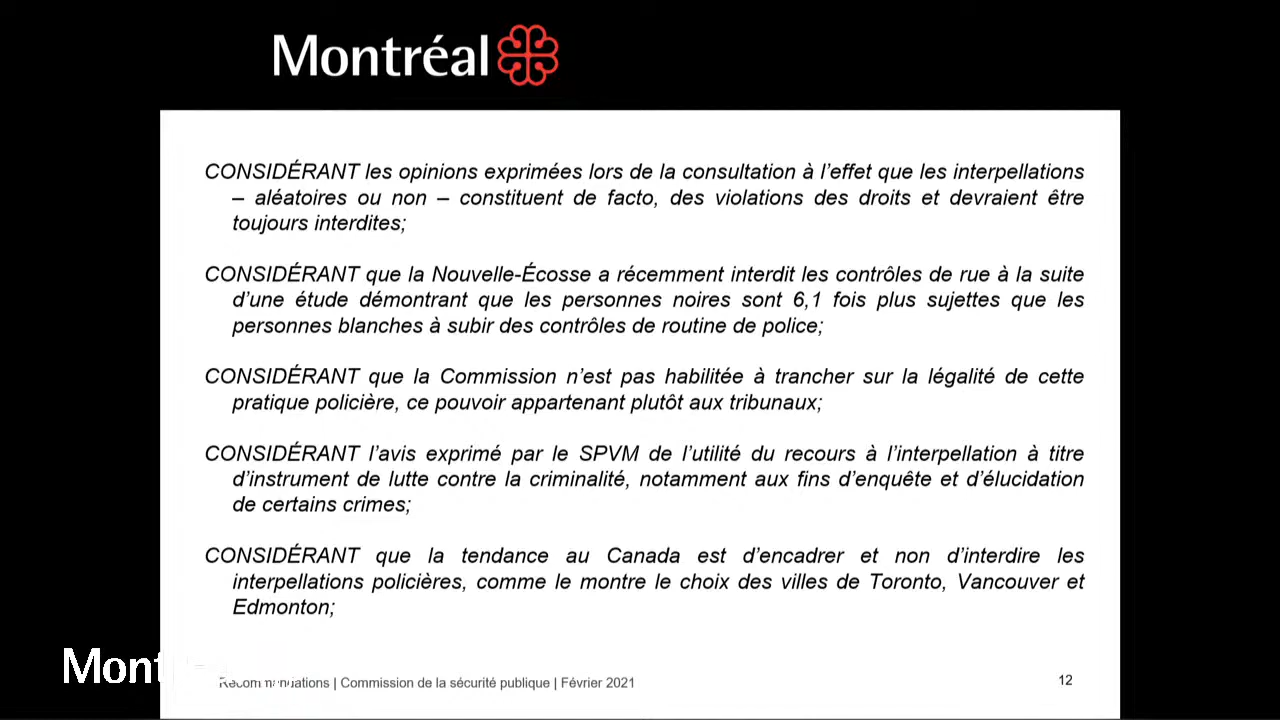 Montréal
CONSIDÉRANT les opinions exprimées lors de la consultation à l’effet que les interpellations
– aléatoires ou non – constituent de facto, des violations des droits et devraient être
toujours interdites;
CONSIDÉRANT que la Nouvelle-Écosse a récemment interdit les contrôles de rue à la suite
d’une étude démontrant que les personnes noires sont 6,1 fois plus sujettes que les
personnes blanches à subir des contrôles de routine de police;
CONSIDÉRANT que la Commission n’est pas habilitée à trancher sur la légalité de cette
pratique policière, ce pouvoir appartenant plutôt aux tribunaux;
CONSIDÉRANT l’avis exprimé par le SPVM de l’utilité du recours à l’interpellation à titre
d’instrument de lutte contre la criminalité, notamment aux fins d’enquête et d’élucidation
de certains crimes;
CONSIDÉRANT que la tendance au Canada est d’encadrer et non d’interdire les
interpellations policières, comme le montre le choix des villes de Toronto, Vancouver et
Edmonton;
Recommandations | Commission de la sécurité publique | Février 2021
12